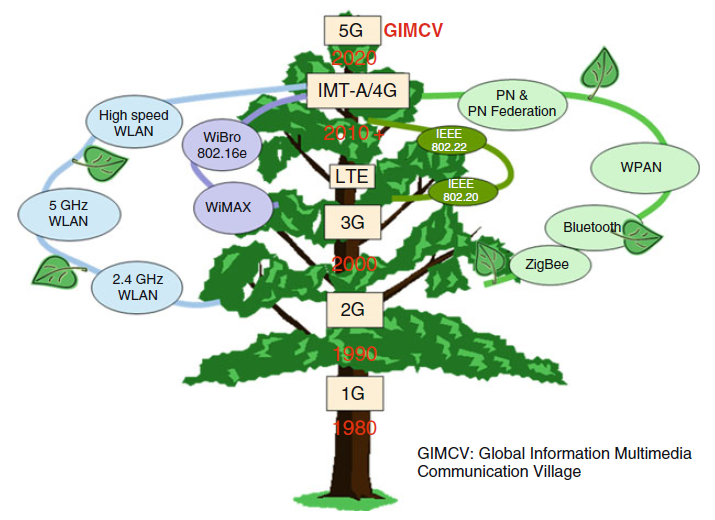 5G GIMCV
2020
IMT-A/4G
PN &
PN Federation
High speed
WLAN
2010+
IEEE
802.22
WiBro
802.16e
LTE
WPAN
IEEE
802.20
5 GHz
WLAN
WiMAX
3G
Bluetooth
2000
ZigBee
2.4 GHz
WLAN
2G
1990
1G
1980
GIMCV: Global Information Multimedia
Communication Village